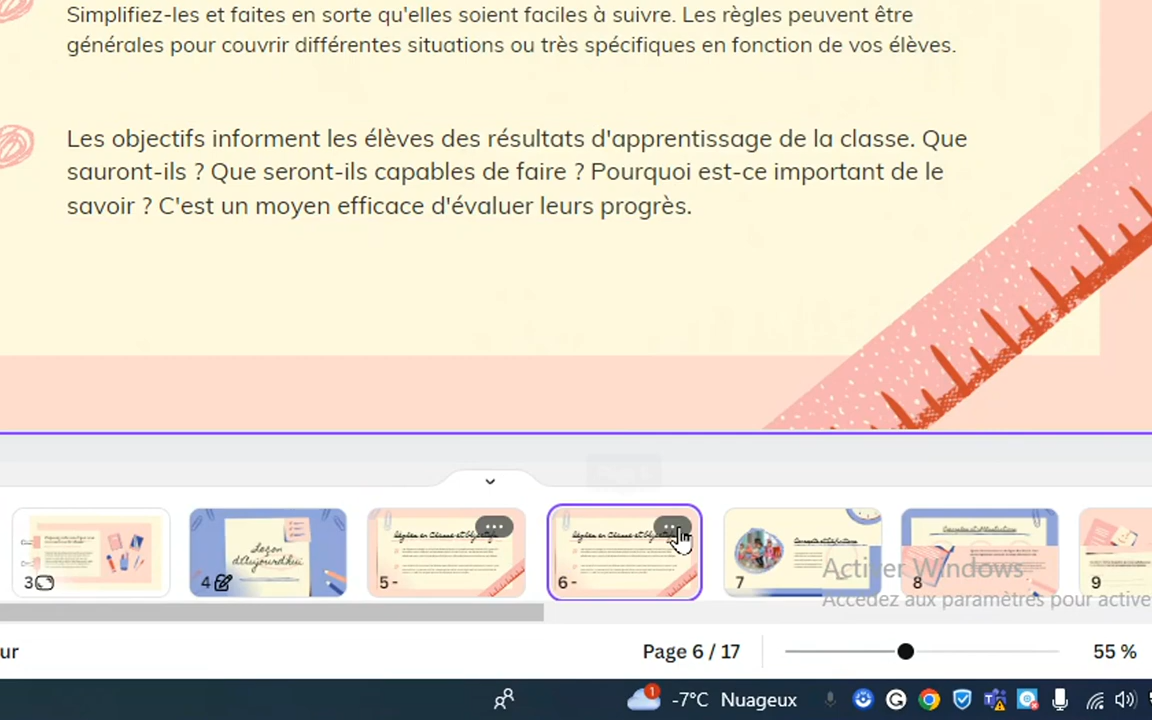 Simplifiez-les et faites en sorte qu'elles soient faciles à suivre. Les règles peuvent être
générales pour couvrir différentes situations ou très spécifiques en fonction de vos élèves.
Les objectifs informent les élèves des résultats d'apprentissage de la classe. Que
sauront-ils ? Que seront-ils capables de faire ? Pourquoi est-ce important de le
savoir ? C'est un moyen efficace d'évaluer leurs progrès.
Leçon
d'aujourd'hui
3
4
5 -
6 -
7
8
9
Activer Windows
Accédez aux paramètres pour active
ur
Page 6 / 17
55 %
1
-7°C Nuageux